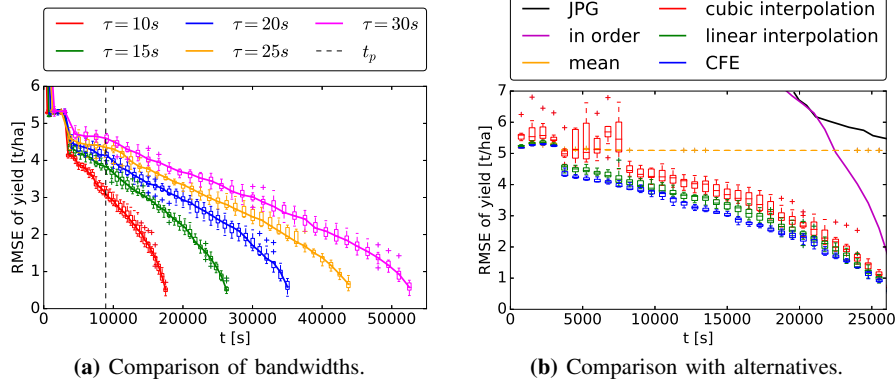 τ = 10s τ = 20s τ = 30s
τ = 15s τ = 25s t_p
RMSE of yield [t/ha]
6
5
4
3
2
1
0
0 10000 20000 30000 40000 50000
t [s]
(a) Comparison of bandwidths.
JPG cubic interpolation
in order linear interpolation
mean CFE
RMSE of yield [t/ha]
7
6
5
4
3
2
1
0
0 5000 10000 15000 20000 25000
t [s]
(b) Comparison with alternatives.